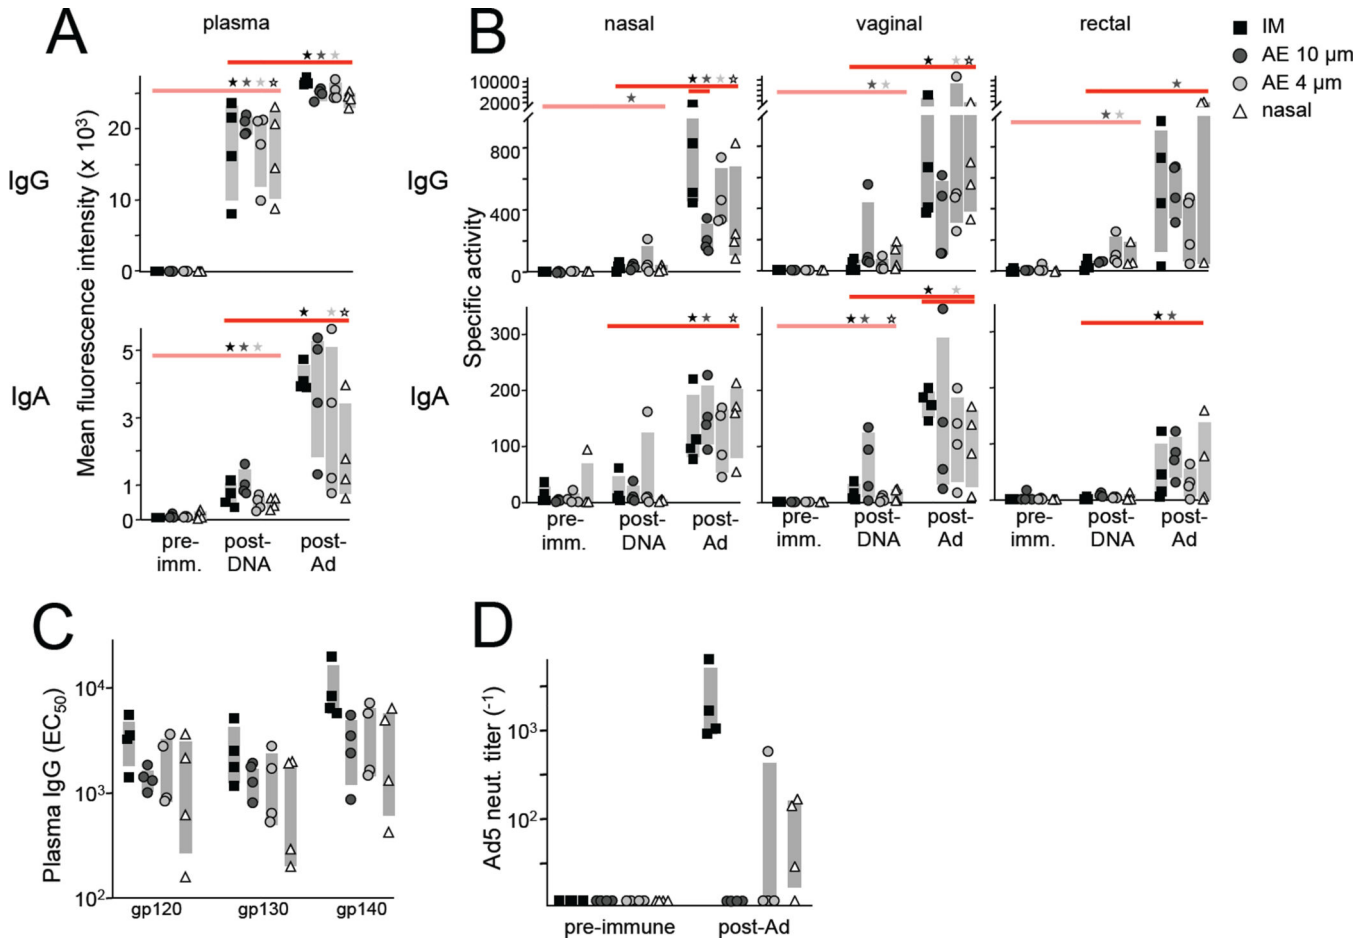 A
plasma
B
nasal
vaginal
rectal
IM
AE 10 µm
AE 4 µm
nasal
IgG
IgA
Mean fluorescence intensity (x 10³)
20
10
0
5
3
1
0
pre-imm.
post-DNA
post-Ad
IgG
IgA
Specific activity
10000
6000
2000
800
400
0
300
200
100
0
pre-imm.
post-DNA
post-Ad
pre-imm.
post-DNA
post-Ad
pre-imm.
post-DNA
post-Ad
C
Plasma IgG (EC₅₀)
10⁴
10³
10²
gp120
gp130
gp140
D
Ad5 neut. titer (⁻¹)
10³
10²
pre-immune
post-Ad